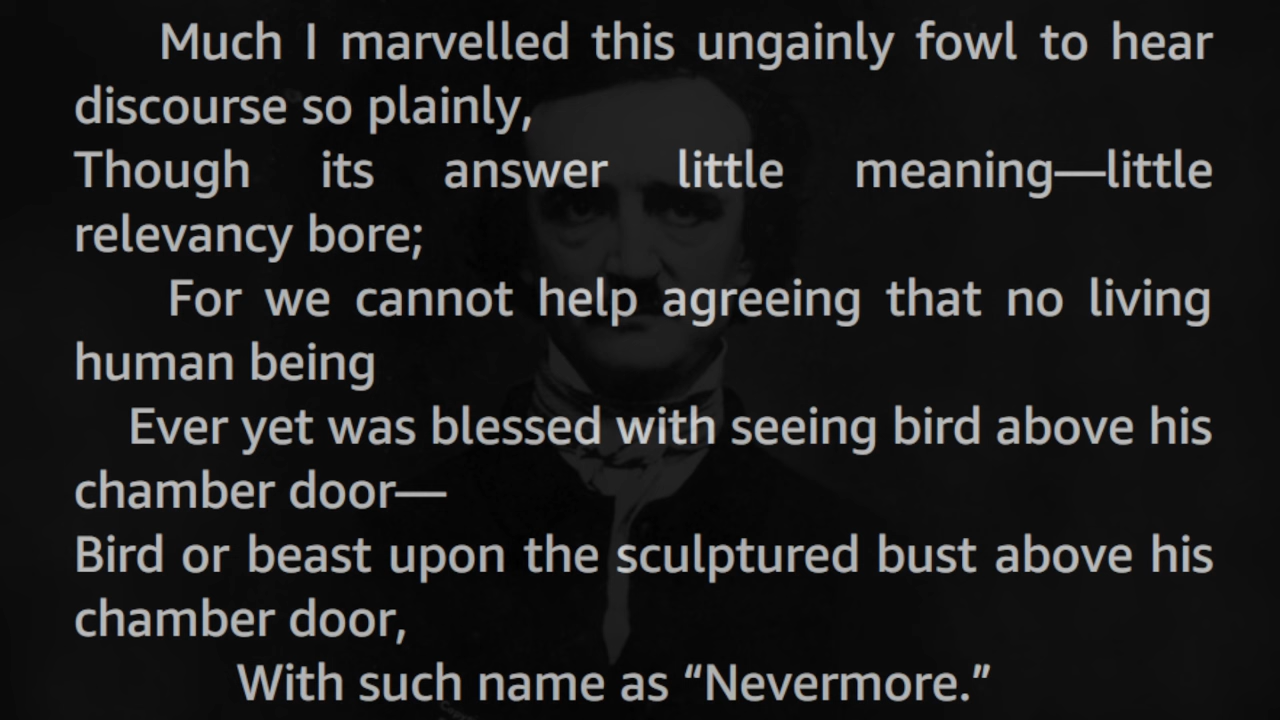 Much I marvelled this ungainly fowl to hear
discourse so plainly,
Though its answer little meaning—little
relevancy bore;
For we cannot help agreeing that no living
human being
Ever yet was blessed with seeing bird above his
chamber door—
Bird or beast upon the sculptured bust above his
chamber door,
With such name as “Nevermore.”